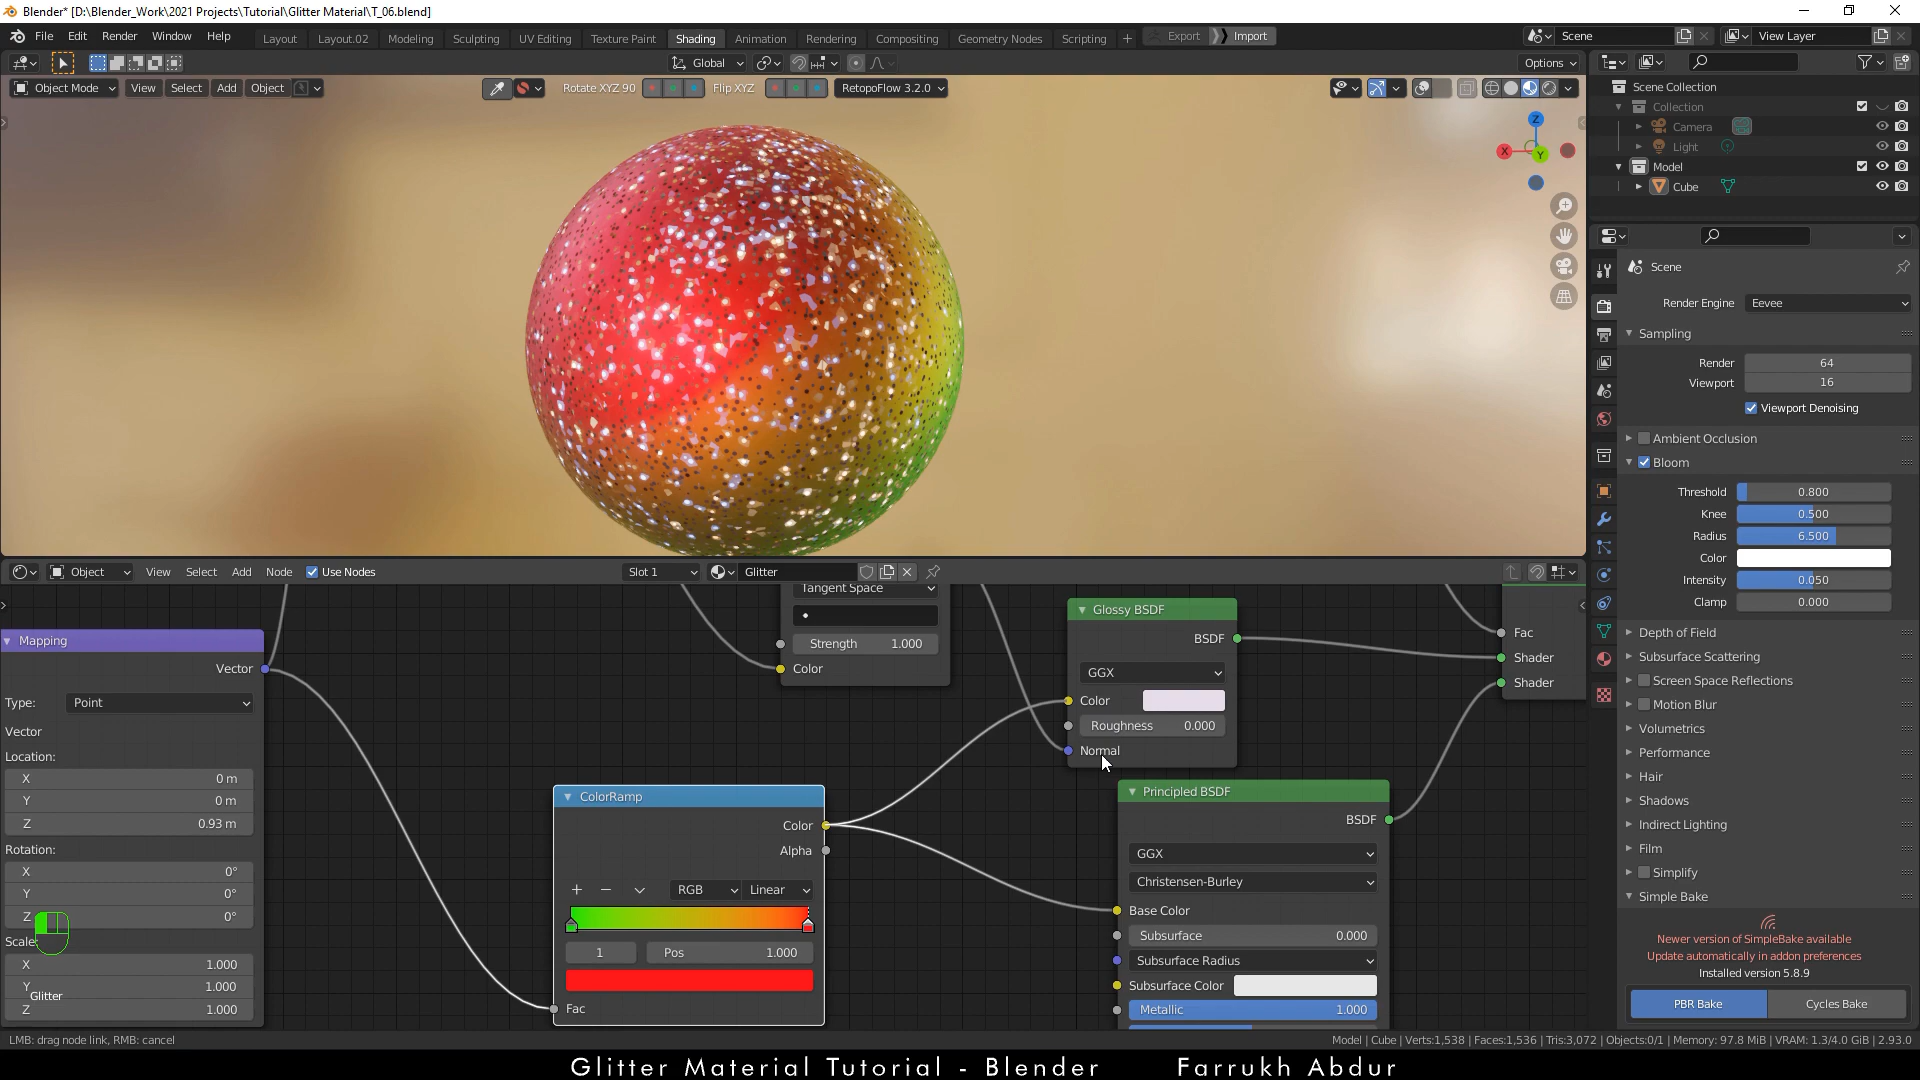 Blender* [D:\Blender_Work\2021 Projects\Tutorial\Glitter Material\T_06.blend]
File Edit Render Window Help Layout Layout.02 Modeling Sculpting UV Editing Texture Paint Shading Animation Rendering Compositing Geometry Nodes Scripting + Export Import Scene View Layer
Global Options
Object Mode View Select Add Object Rotate XYZ 90 Flip XYZ RetopoFlow 3.2.0
Z
X
Y
Scene Collection
Collection
Camera
Light
Model
Cube
Scene
Render Engine Eevee
Sampling
Render 64
Viewport 16
Viewport Denoising
Ambient Occlusion
Bloom
Threshold 0.800
Knee 0.500
Radius 6.500
Color
Intensity 0.050
Clamp 0.000
Depth of Field
Subsurface Scattering
Screen Space Reflections
Motion Blur
Volumetrics
Performance
Hair
Shadows
Indirect Lighting
Film
Simplify
Simple Bake
Newer version of SimpleBake available
Update automatically in addon preferences
Installed version 5.8.9
PBR Bake Cycles Bake
Object View Select Add Node Use Nodes Slot 1 Glitter
Mapping
Vector
Type: Point
Vector
Location:
X 0 m
Y 0 m
Z 0.93 m
Rotation:
X 0°
Y 0°
Z 0°
Scale:
X 1.000
Y 1.000
Z 1.000
Glitter
Tangent Space
Strength 1.000
Color
ColorRamp
Color
Alpha
+ − RGB Linear
1 Pos 1.000
Fac
Glossy BSDF
BSDF
GGX
Color
Roughness 0.000
Normal
Principled BSDF
BSDF
GGX
Christensen-Burley
Base Color
Subsurface 0.000
Subsurface Radius
Subsurface Color
Metallic 1.000
Fac
Shader
Shader
LMB: drag node link, RMB: cancel
Model | Cube | Verts:1,538 | Faces:1,536 | Tris:3,072 | Objects:0/1 | Memory: 97.8 MiB | VRAM: 1.3/4.0 GiB | 2.93.0
Glitter Material Tutorial - Blender Farrukh Abdur